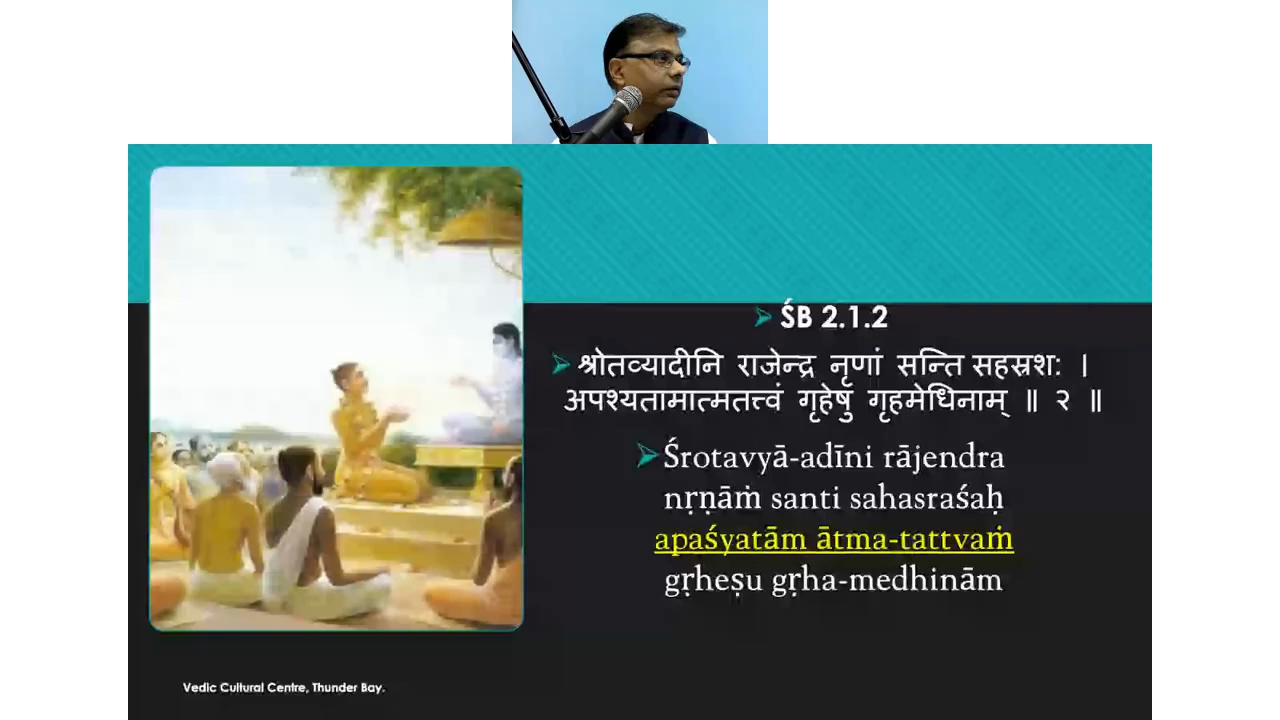 ŚB 2.1.2
श्रोतव्यादीनि राजेन्द्र नृणां सन्ति सहस्रशः ।
अपश्यतामात्मतत्त्वं गृहेषु गृहमेधिनाम् ॥ २ ॥
Śrotavyā-adīni rājendra
nṛṇāṁ santi sahasraśaḥ
apaśyatām ātma-tattvaṁ
gṛheṣu gṛha-medhinām
Vedic Cultural Centre, Thunder Bay.